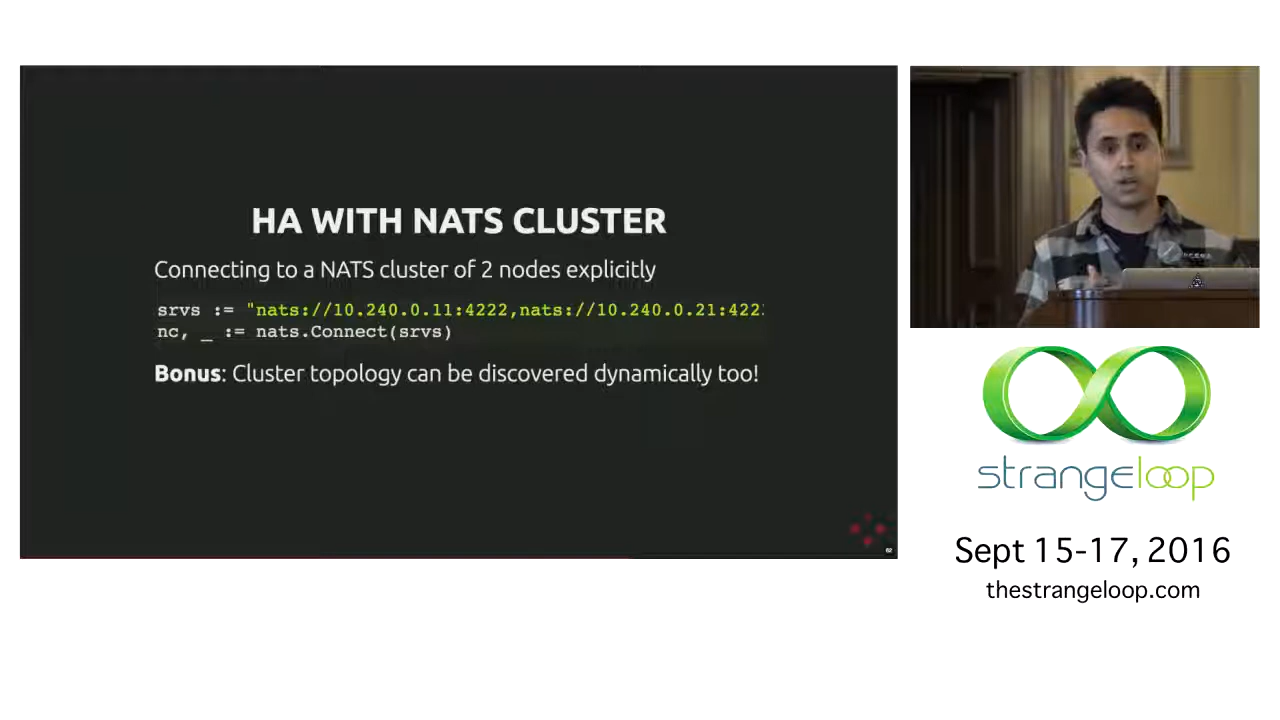 HA WITH NATS CLUSTER
Connecting to a NATS cluster of 2 nodes explicitly
srvs := "nats://10.240.0.11:4222,nats://10.240.0.21:422
nc, _ := nats.Connect(srvs)
Bonus: Cluster topology can be discovered dynamically too!
62
strangeloop
Sept 15-17, 2016
thestrangeloop.com